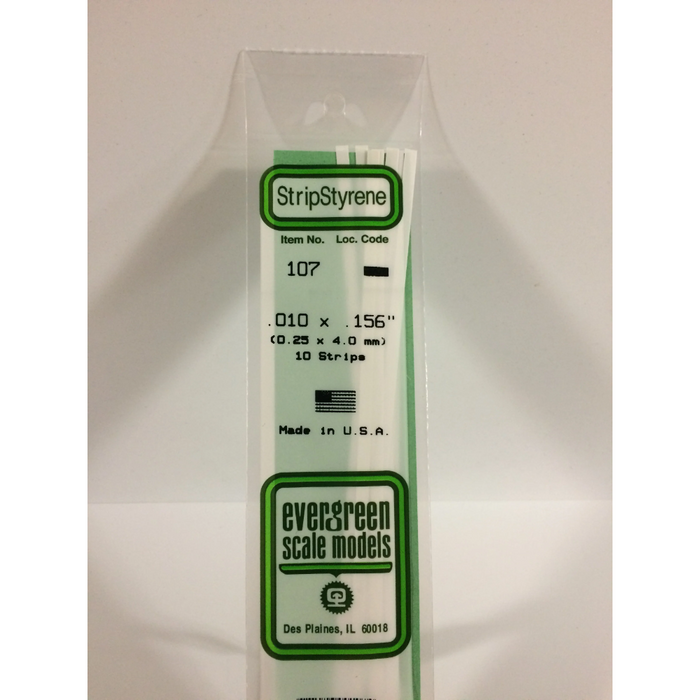 StripStyrene
Item No. Loc. Code
107
.010 x .156"
(0.25 x 4.0 mm)
10 Strips
Made in U.S.A.
evergreen
scale models
Des Plaines, IL 60018